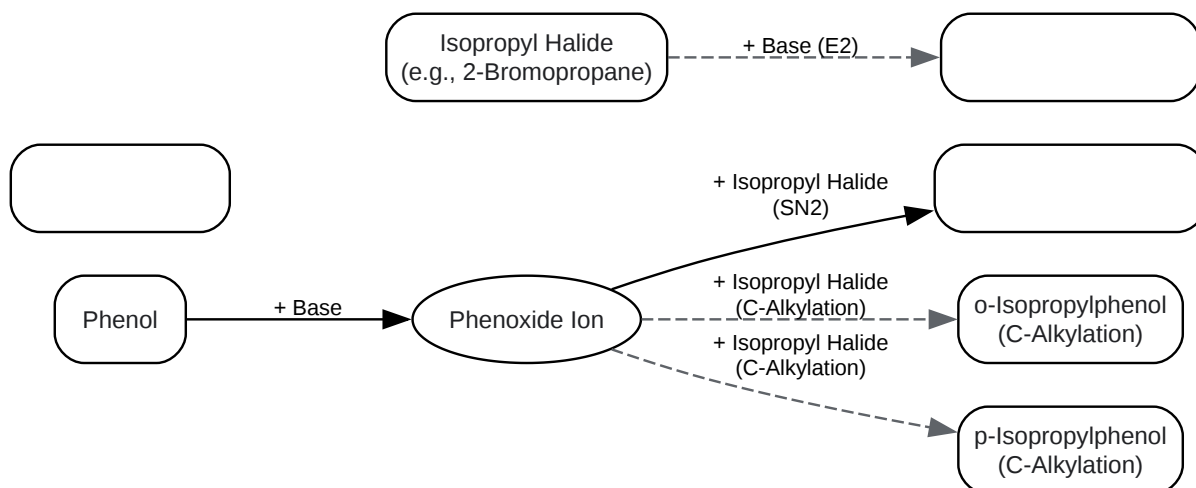 Isopropyl Halide
(e.g., 2-Bromopropane)
+ Base (E2)
+ Isopropyl Halide
(SN2)
Phenol
+ Base
Phenoxide Ion
+ Isopropyl Halide
(C-Alkylation)
o-Isopropylphenol
(C-Alkylation)
+ Isopropyl Halide
(C-Alkylation)
p-Isopropylphenol
(C-Alkylation)